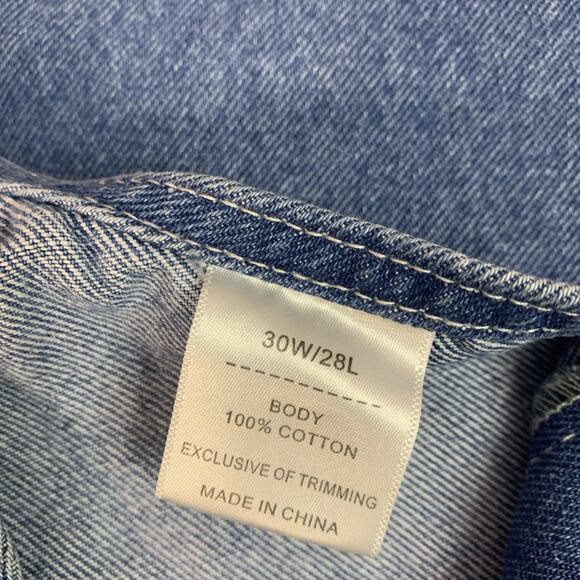 30W/28L
BODY
100% COTTON
EXCLUSIVE OF TRIMMING
MADE IN CHINA